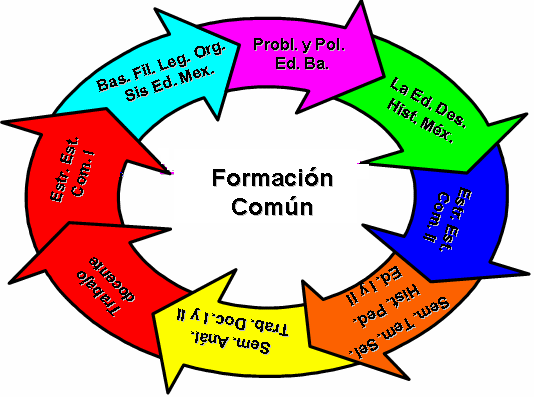 Formación
Común
Bas. Fil. Leg. Org.
Sis Ed. Mex.
Probl. y Pol.
Ed. Ba.
La Ed. Des.
Hist. Méx.
Estr. Est.
Com. II
Sem. Tem. Sel.
Hist. Ped.
Ed. I y II
Sem. Anál.
Trab. Doc. I y II
Trabajo
docente
Estr. Est.
Com. I